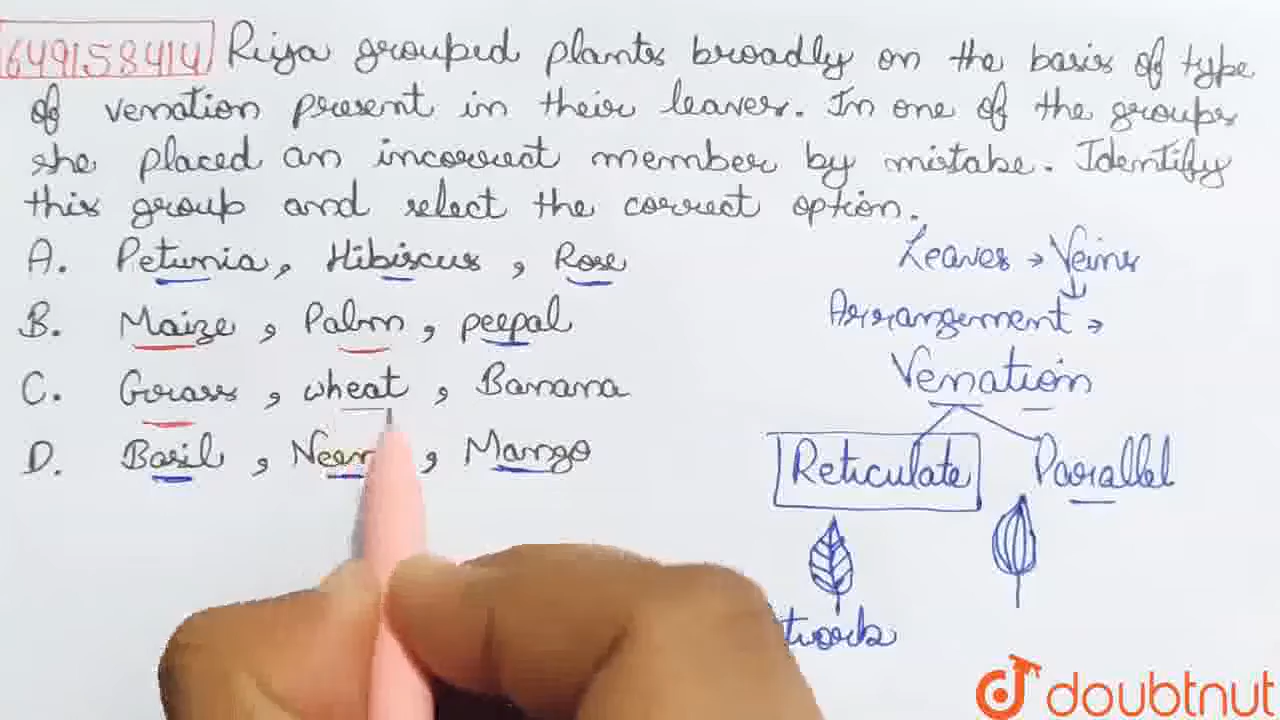 649158414 Riya grouped plants broadly on the basis of type
of venation present in their leaves. In one of the groups
she placed an incorrect member by mistake. Identify
this group and select the correct option.
A. Petunia, Hibiscus, Rose
B. Maize, Palm, peepal
C. Grass, wheat, Banana
D. Basil, Neem, Mango
Leaves → Veins
Arrangement →
Venation
Reticulate
Parallel
doubtnut